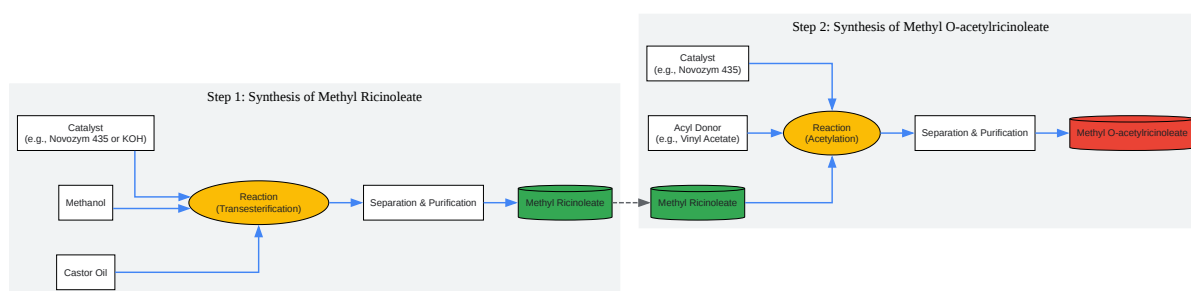 Step 1: Synthesis of Methyl Ricinoleate
Catalyst
(e.g., Novozym 435 or KOH)
Methanol
Castor Oil
Reaction
(Transesterification)
Separation & Purification
Methyl Ricinoleate
Step 2: Synthesis of Methyl O-acetylricinoleate
Catalyst
(e.g., Novozym 435)
Acyl Donor
(e.g., Vinyl Acetate)
Methyl Ricinoleate
Reaction
(Acetylation)
Separation & Purification
Methyl O-acetylricinoleate